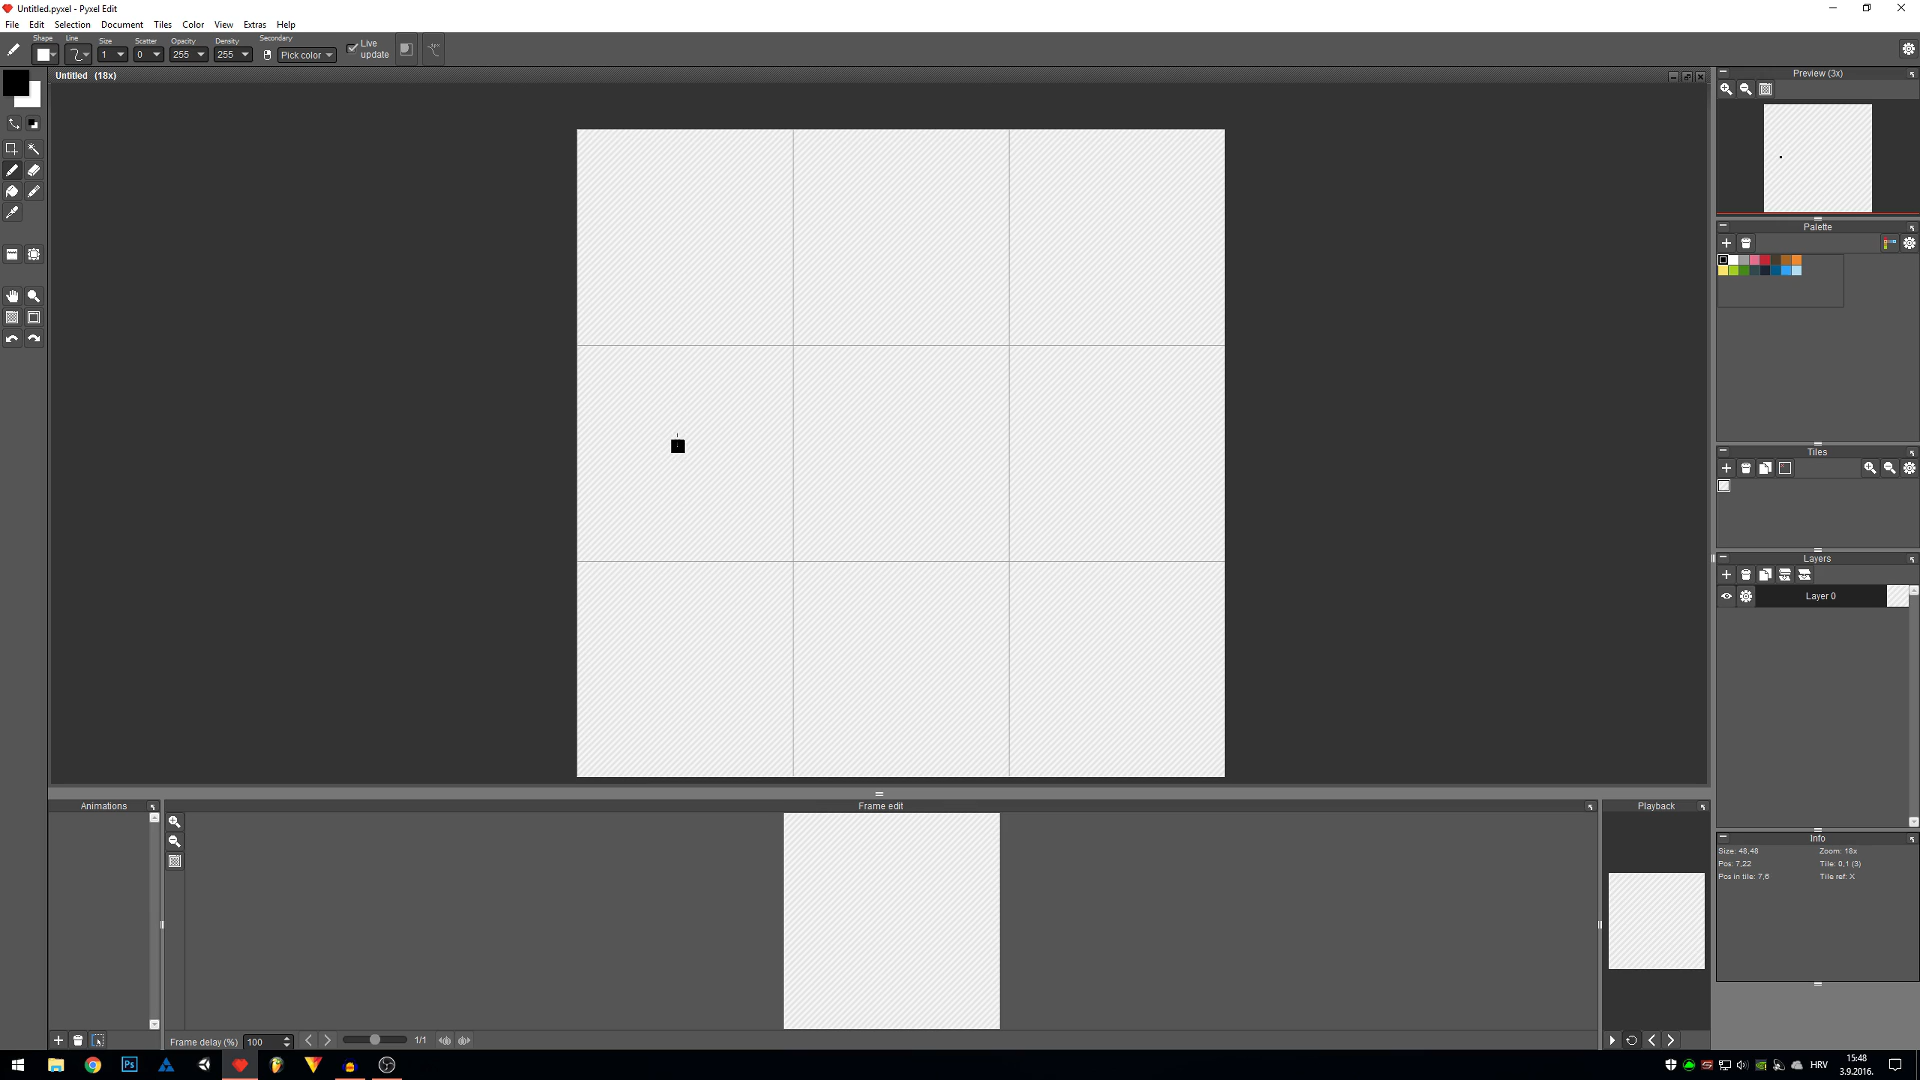 Untitled.pyxel - Pyxel Edit
File Edit Selection Document Tiles Color View Extras Help
Shape Line Size Scatter Opacity Density Secondary
1 0 255 255 Pick color Live update
Untitled (18x)
Preview (3x)
Palette
Tiles
Layers
Layer 0
Animations Frame edit Playback
Info
Size: 48,48 Zoom: 18x
Pos: 7,22 Tile: 0,1 (3)
Pos in tile: 7,6 Tile ref: X
Frame delay (%) 100 1/1
Ps
HRV
15:48
3.9.2016.